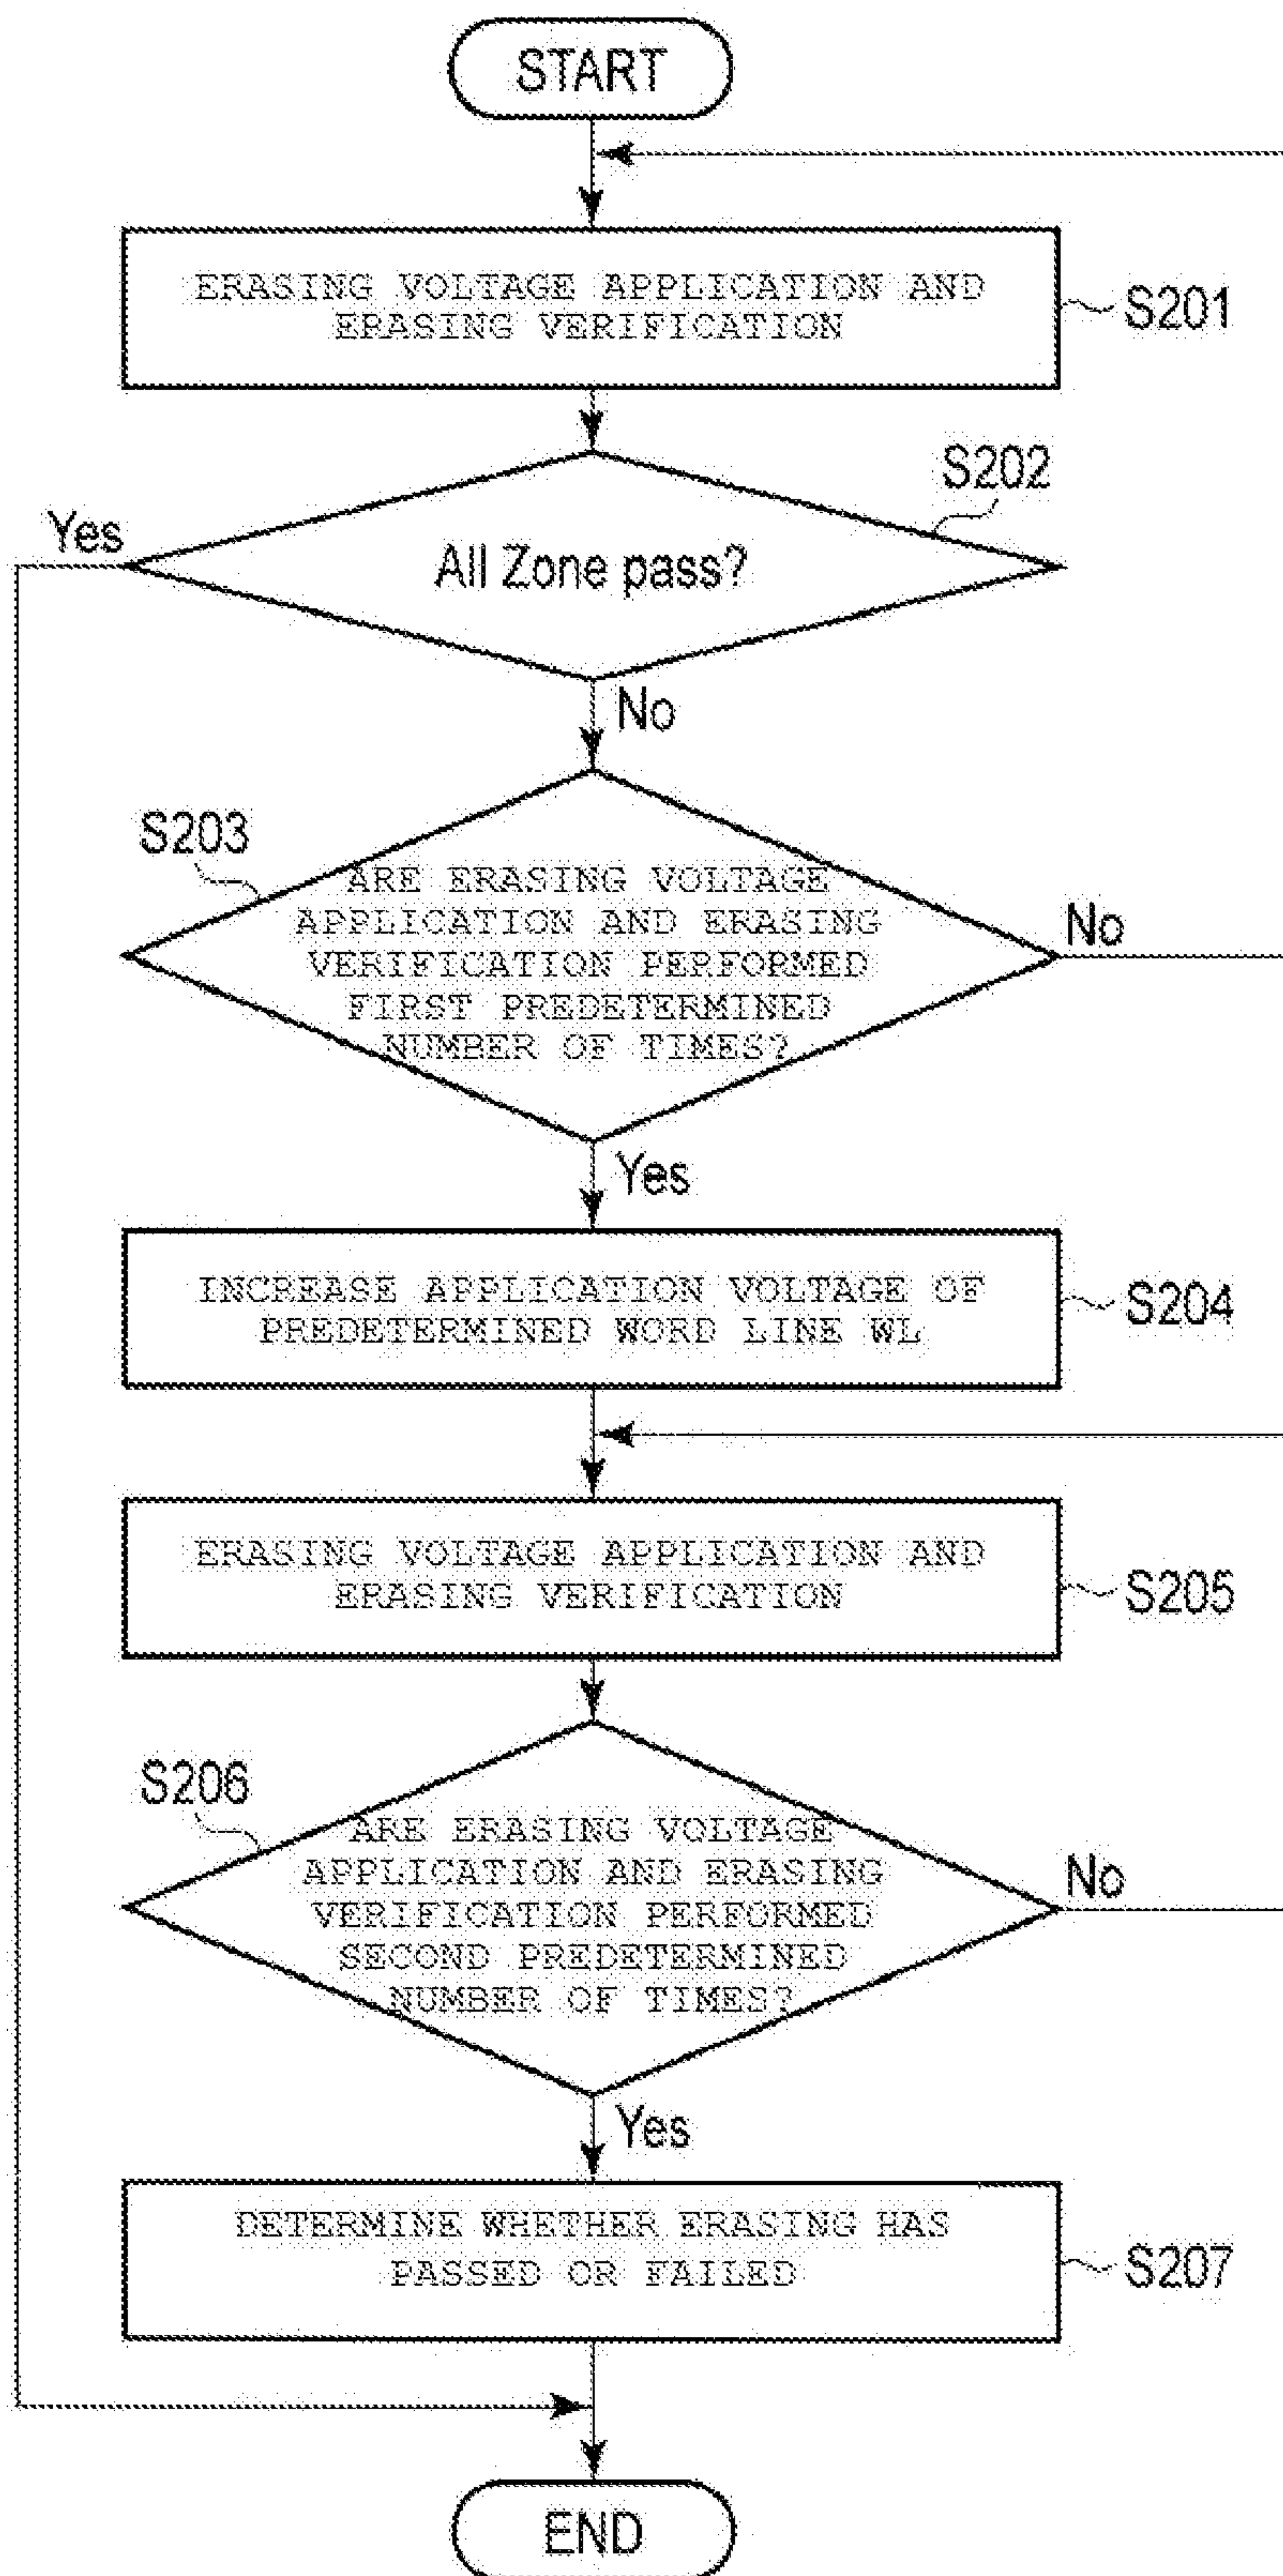 START
ERASING VOLTAGE APPLICATION AND
ERASING VERIFICATION
S201
S202
Yes
All Zone pass?
No
S203
ARE ERASING VOLTAGE
APPLICATION AND ERASING
VERIFICATION PERFORMED
FIRST PREDETERMINED
NUMBER OF TIMES?
No
Yes
INCREASE APPLICATION VOLTAGE OF
PREDETERMINED WORD LINE WL
S204
ERASING VOLTAGE APPLICATION AND
ERASING VERIFICATION
S205
S206
ARE ERASING VOLTAGE
APPLICATION AND ERASING
VERIFICATION PERFORMED
SECOND PREDETERMINED
NUMBER OF TIMES?
No
Yes
DETERMINE WHETHER ERASING HAS
PASSED OR FAILED
S207
END